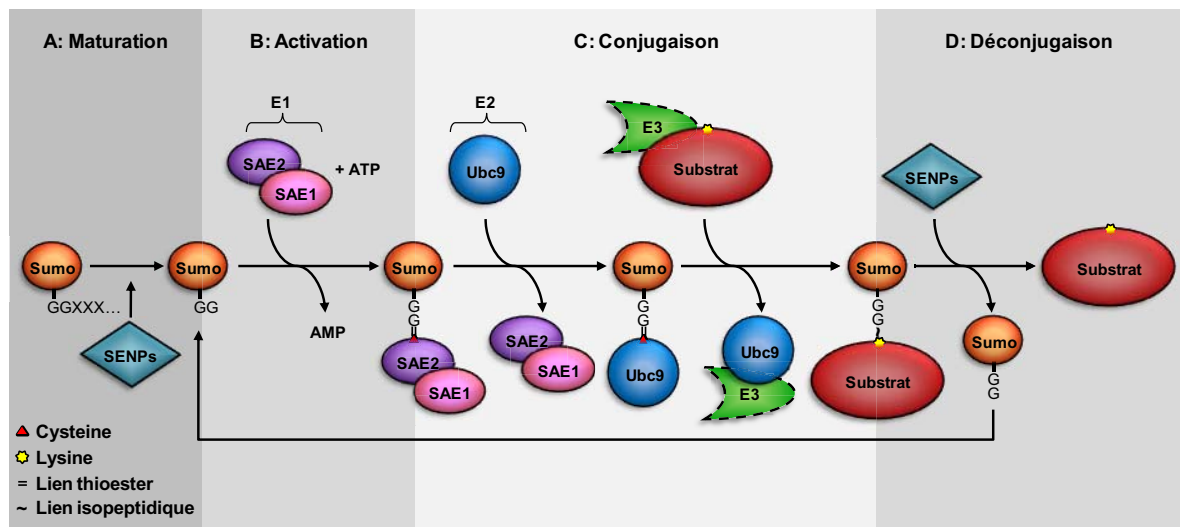 A: Maturation
B: Activation
C: Conjugaison
D: Déconjugaison
E1
SAE2
SAE1
+ ATP
E2
Ubc9
E3
Substrat
SENPs
Sumo
GGXXX...
SENPs
Sumo
GG
AMP
Sumo
G
G
SAE2
SAE1
SAE2
SAE1
Sumo
G
G
Ubc9
Ubc9
E3
Sumo
G
G
Substrat
Substrat
Sumo
G
G
Cysteine
Lysine
= Lien thioester
~ Lien isopeptidique